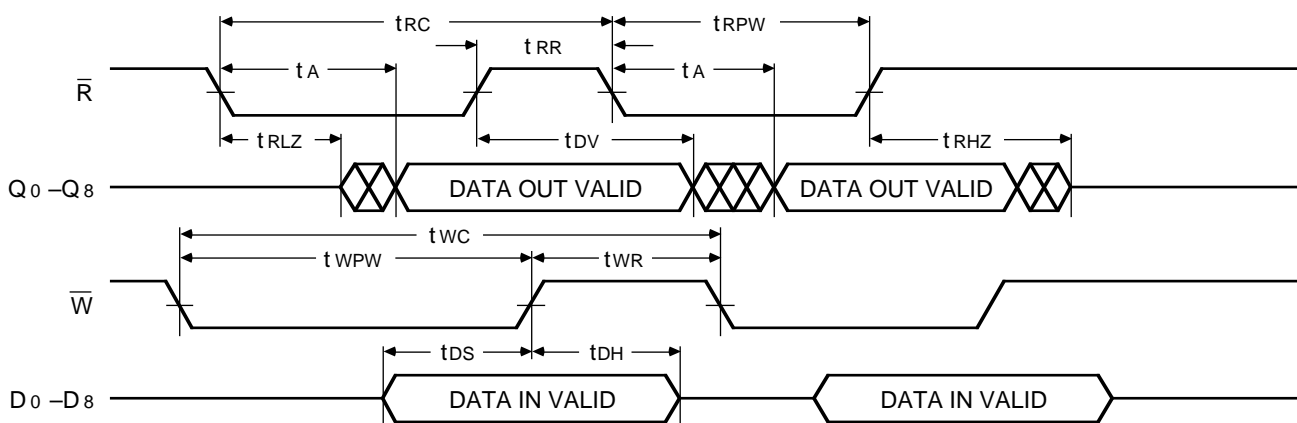 tRC tRPW
tRR
tA tA
R̅
tRLZ tDV tRHZ
Q0–Q8 DATA OUT VALID DATA OUT VALID
tWC
tWPW tWR
W̅
tDS tDH
D0–D8 DATA IN VALID DATA IN VALID